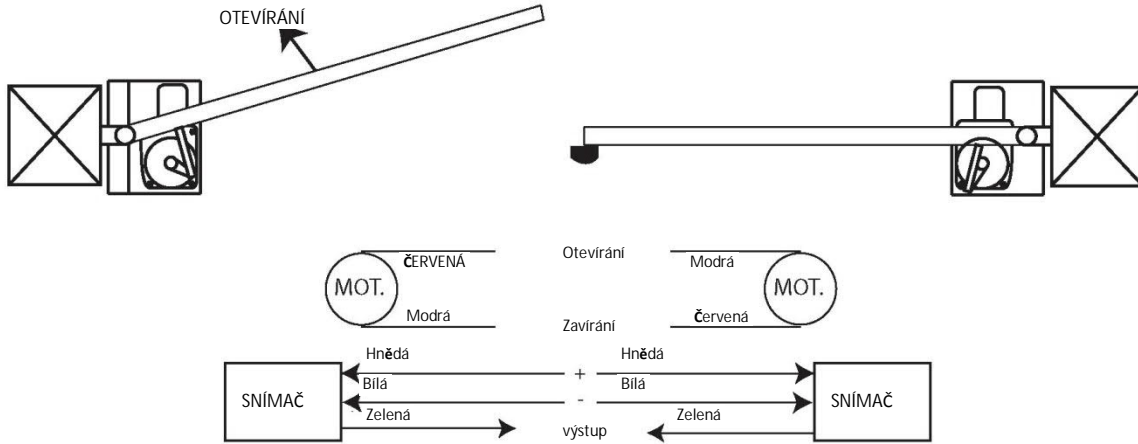 OTEVÍRÁNÍ
ČERVENÁ Otevírání Modrá
MOT. MOT.
Modrá Zavírání Červená
Hnědá + Hnědá
SNÍMAČ Bílá - Bílá SNÍMAČ
Zelená výstup Zelená